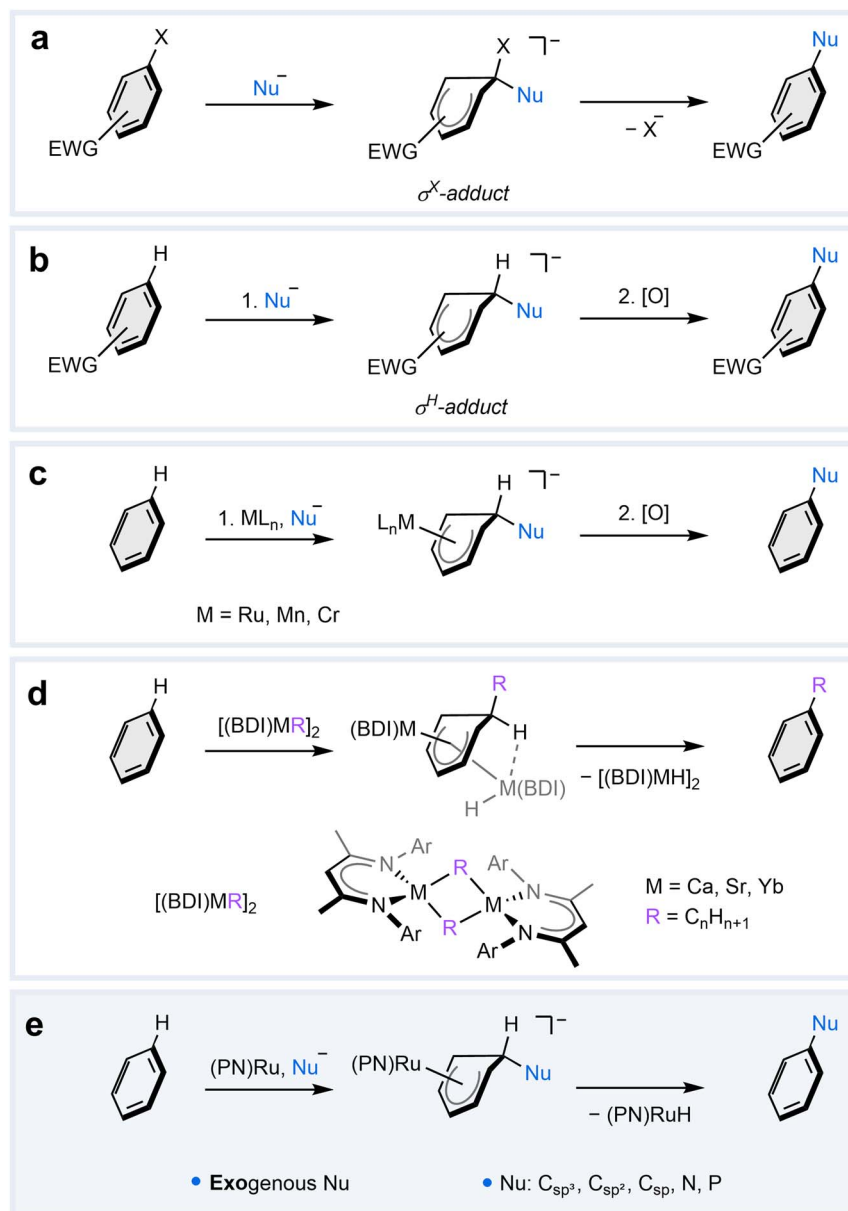 a
X
EWG
Nu⁻
X
Nu
EWG
⁻
σˣ-adduct
– X⁻
Nu
EWG
b
H
EWG
1. Nu⁻
H
Nu
EWG
⁻
σᴴ-adduct
2. [O]
Nu
EWG
c
H
1. MLₙ, Nu⁻
M = Ru, Mn, Cr
LₙM
H
Nu
⁻
2. [O]
Nu
d
H
[(BDI)MR]₂
(BDI)M
R
H
M(BDI)
H
– [(BDI)MH]₂
R
[(BDI)MR]₂
N Ar
M
N
Ar
R
R
Ar N
M
N
Ar
M = Ca, Sr, Yb
R = CₙHₙ₊₁
e
H
(PN)Ru, Nu⁻
(PN)Ru
H
Nu
⁻
– (PN)RuH
Nu
• Exogenous Nu
• Nu: C_sp³, C_sp², C_sp, N, P